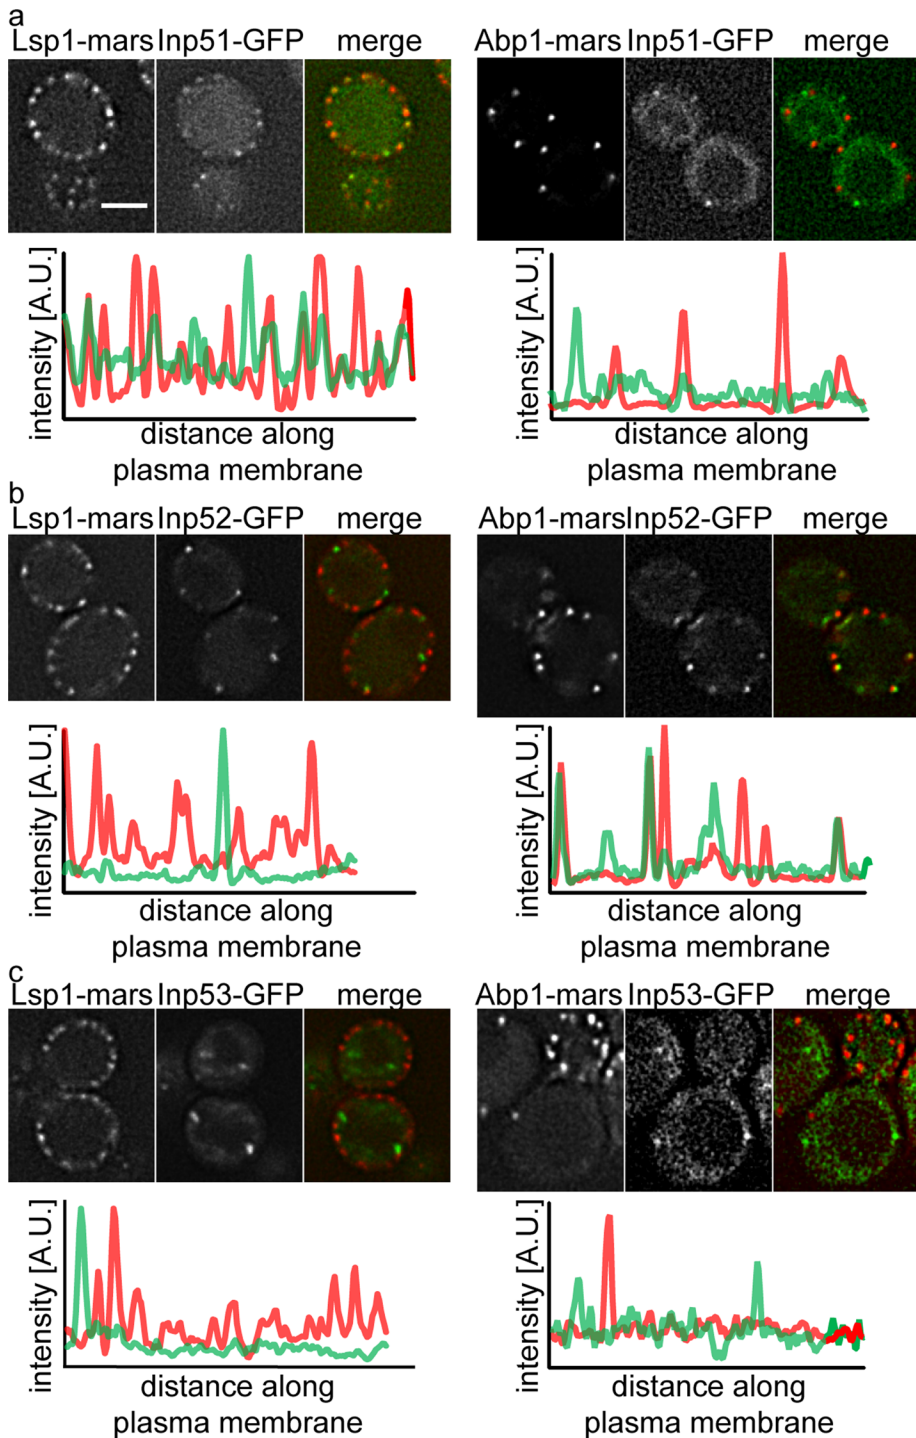 a
Lsp1-mars Inp51-GFP merge
Abp1-mars Inp51-GFP merge
intensity [A.U.]
distance along
plasma membrane
intensity [A.U.]
distance along
plasma membrane
b
Lsp1-mars Inp52-GFP merge
Abp1-mars Inp52-GFP merge
intensity [A.U.]
distance along
plasma membrane
intensity [A.U.]
distance along
plasma membrane
c
Lsp1-mars Inp53-GFP merge
Abp1-mars Inp53-GFP merge
intensity [A.U.]
distance along
plasma membrane
intensity [A.U.]
distance along
plasma membrane